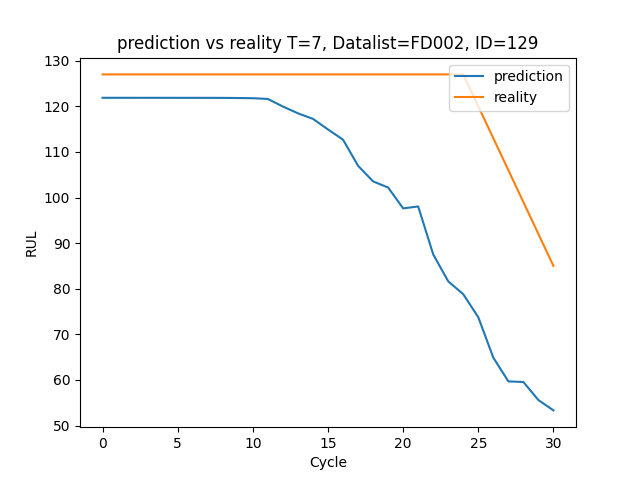 prediction vs reality T=7, Datalist=FD002, ID=129
130
120
110
100
90
80
70
60
50
RUL
prediction
reality
0 5 10 15 20 25 30
Cycle